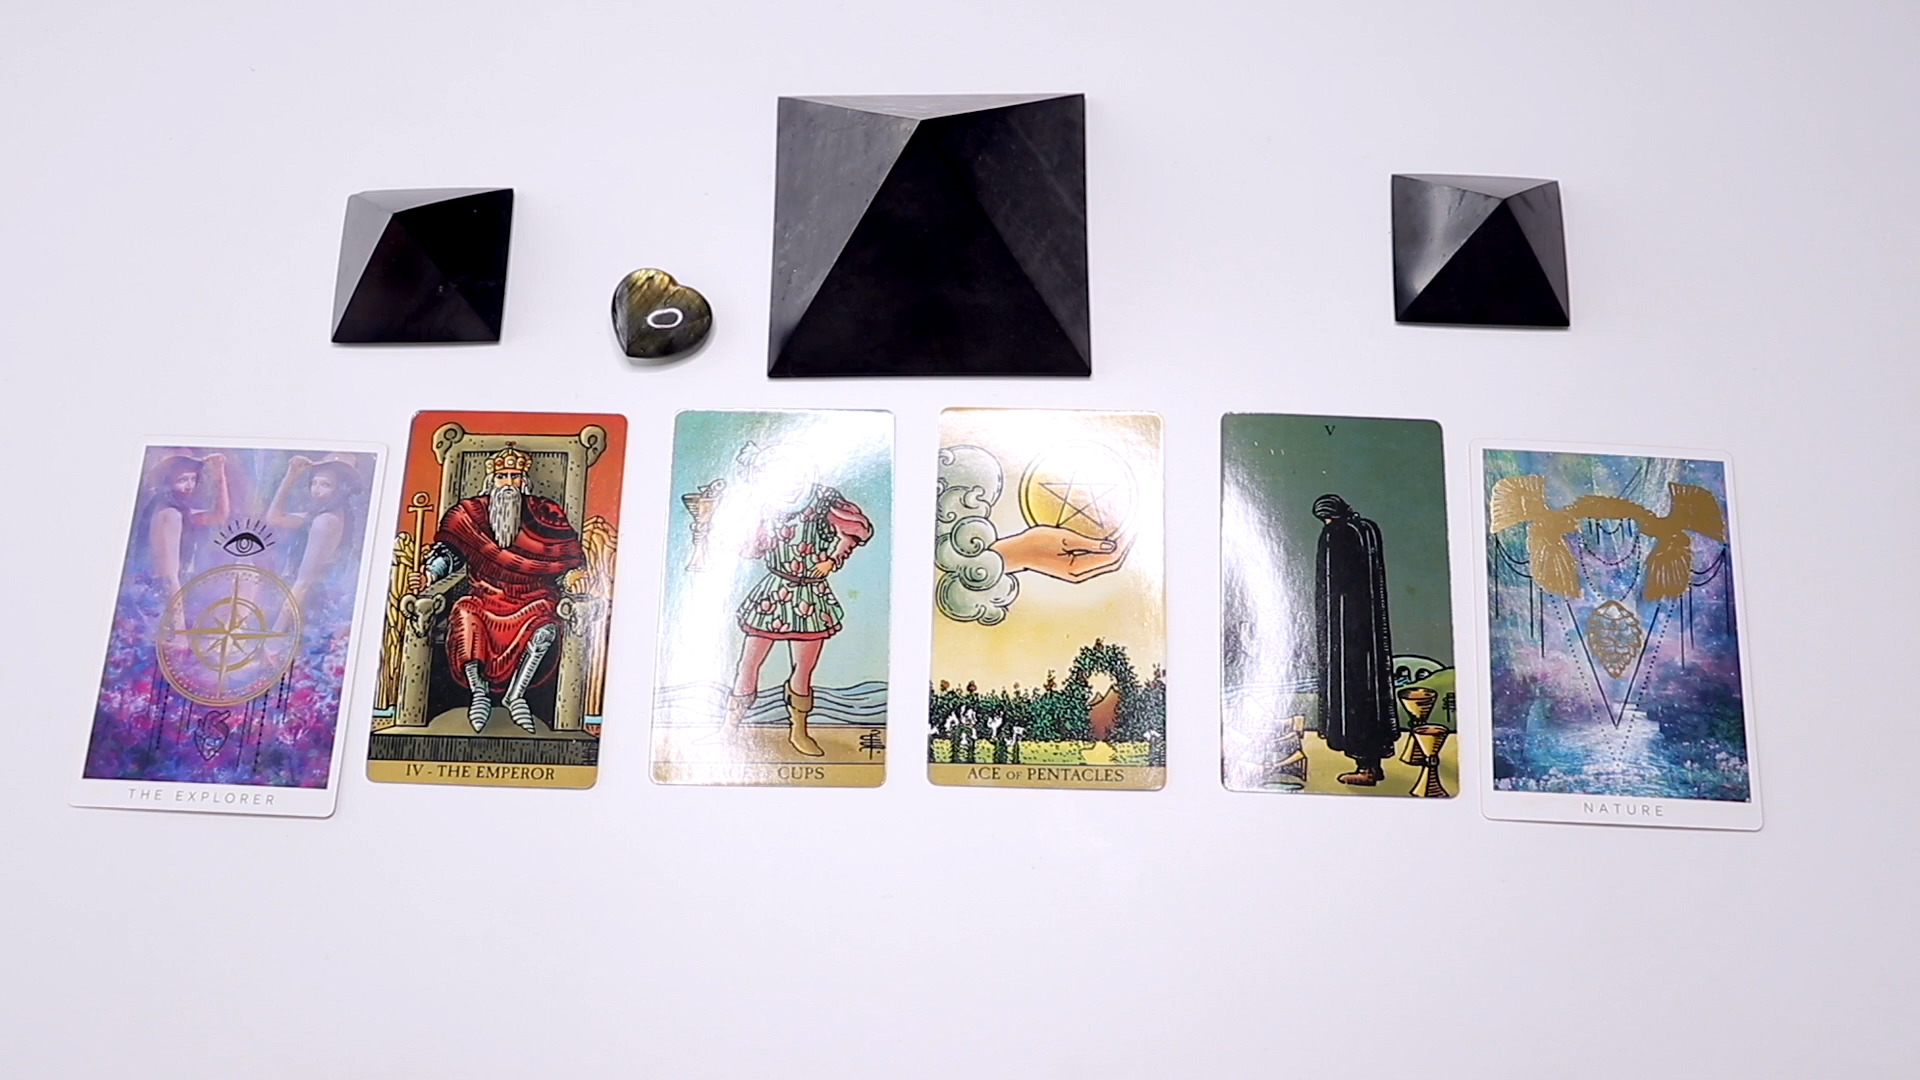 THE EXPLORER
IV - THE EMPEROR
CUPS
ACE OF PENTACLES
V
NATURE